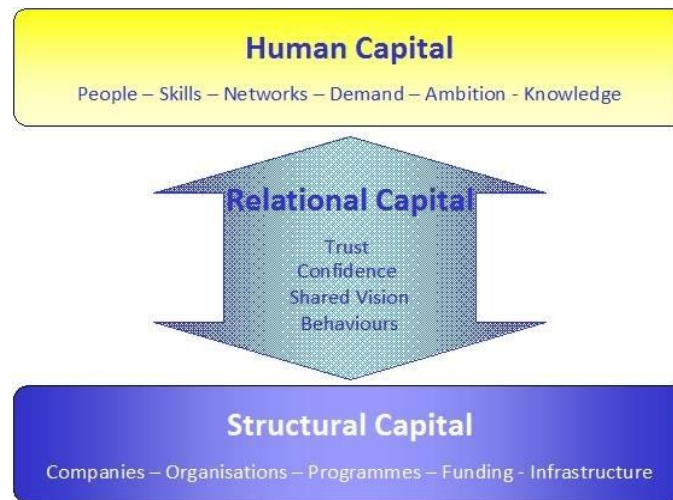 Human Capital
People – Skills – Networks – Demand – Ambition - Knowledge
Relational Capital
Trust
Confidence
Shared Vision
Behaviours
Structural Capital
Companies – Organisations – Programmes – Funding - Infrastructure